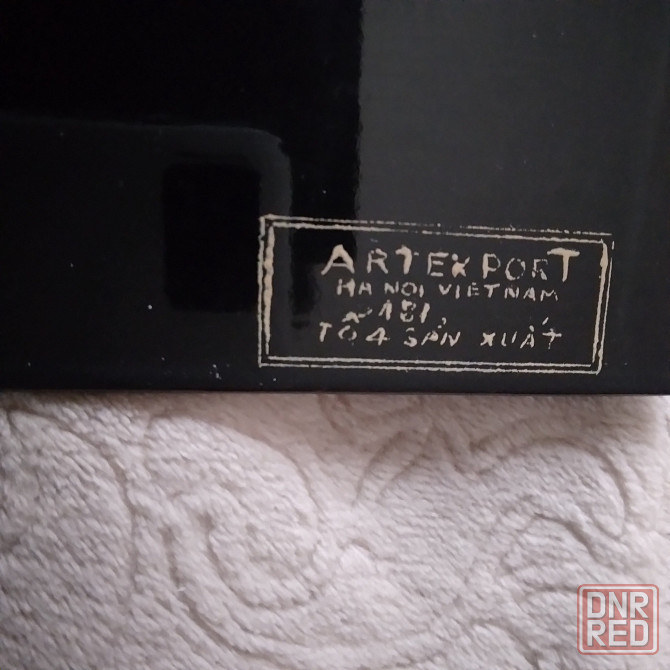 ARTEXPORT
HA NOI VIETNAM
181
TỔ 4 SẢN XUẤT
DNR
RED